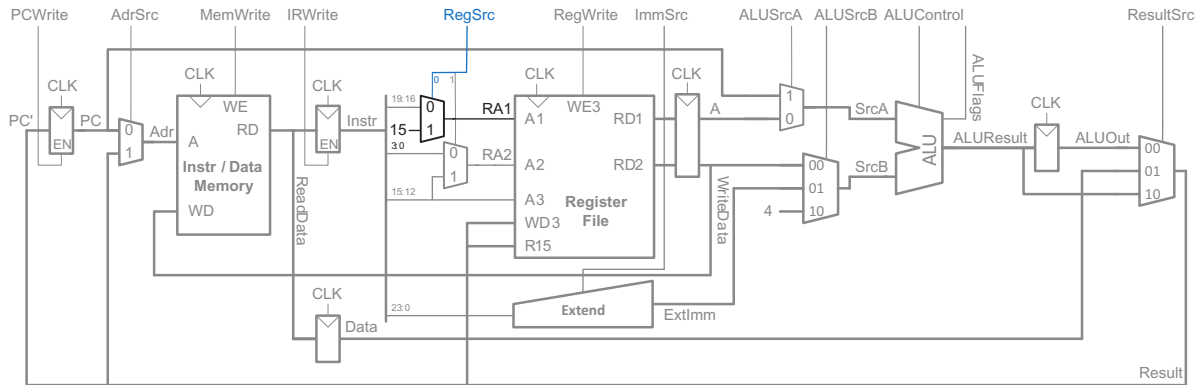 PCWrite AdrSrc MemWrite IRWrite RegSrc RegWrite ImmSrc ALUSrcA ALUSrcB ALUControl ResultSrc
CLK CLK CLK 0 1 CLK CLK ALUFlags CLK
PC' PC EN 0 1 Adr A WE RD Instr / Data Memory WD
EN Instr ReadData
19:16 15 0 1 RA1
3:0 0 1 RA2
15:12
A1 A2 A3 WD3 R15 WE3 RD1 RD2 Register File
A WriteData
1 0 SrcA
00 01 10 SrcB
4
ALU ALUResult ALUOut
00 01 10
23:0 Extend ExtImm
CLK Data
Result